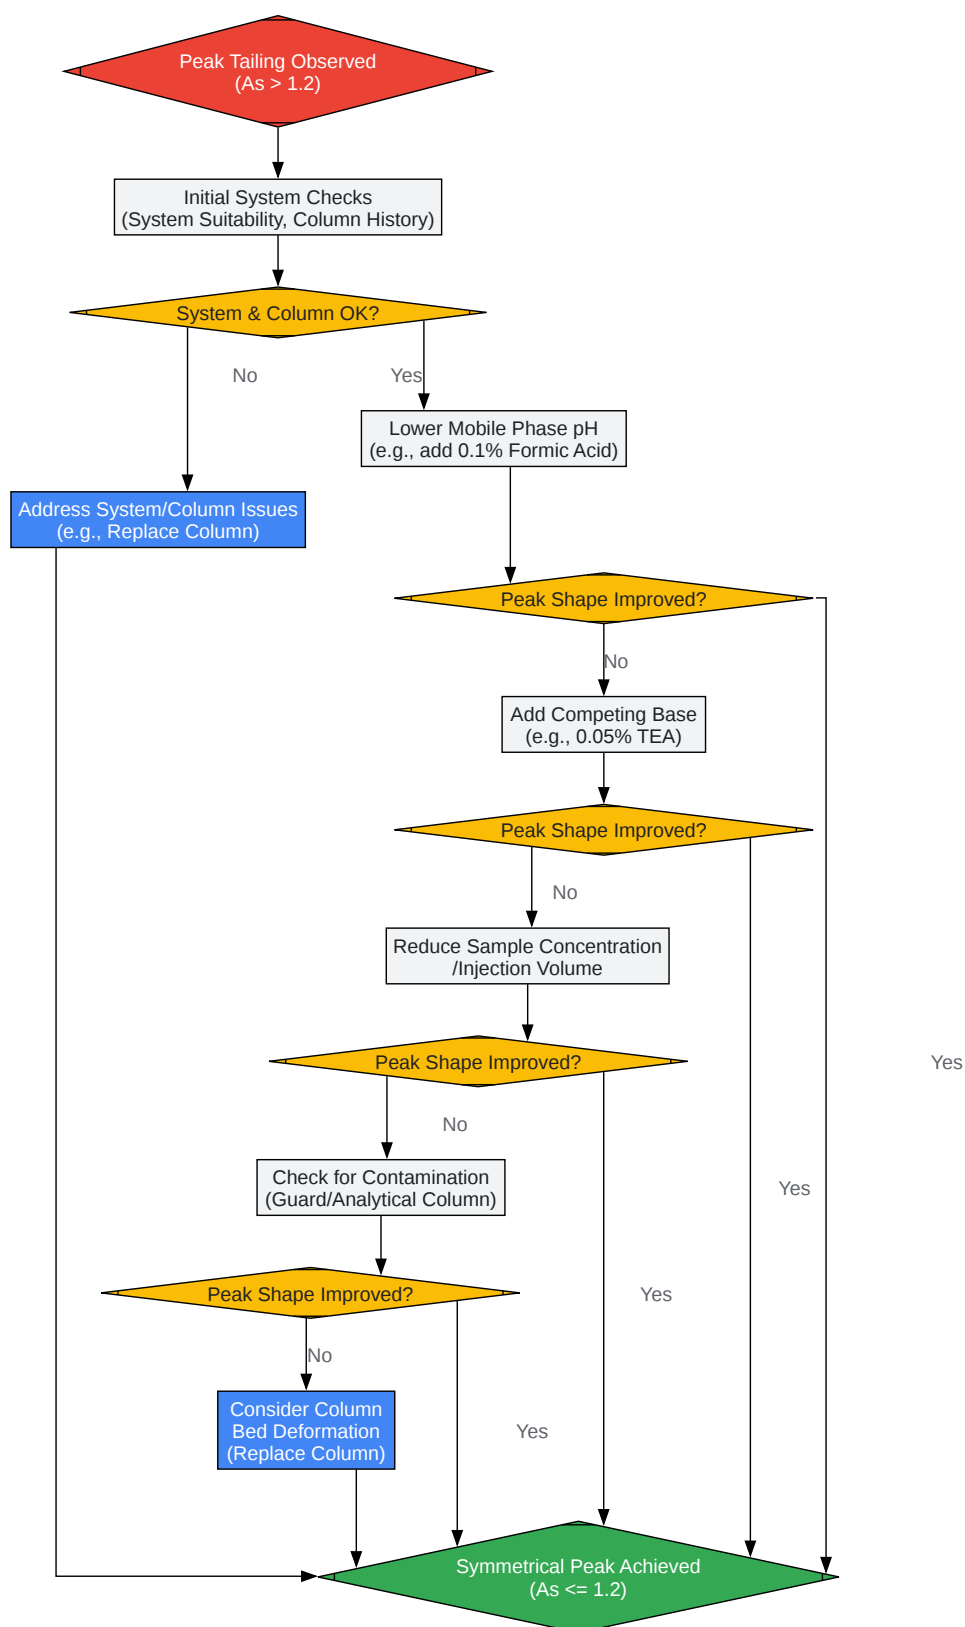 Peak Tailing Observed
(As > 1.2)
Initial System Checks
(System Suitability, Column History)
System & Column OK?
No
Yes
Lower Mobile Phase pH
(e.g., add 0.1% Formic Acid)
Address System/Column Issues
(e.g., Replace Column)
Peak Shape Improved?
No
Add Competing Base
(e.g., 0.05% TEA)
Peak Shape Improved?
No
Reduce Sample Concentration
/Injection Volume
Peak Shape Improved?
Yes
No
Check for Contamination
(Guard/Analytical Column)
Yes
Peak Shape Improved?
Yes
No
Consider Column
Bed Deformation
(Replace Column)
Yes
Symmetrical Peak Achieved
(As <= 1.2)